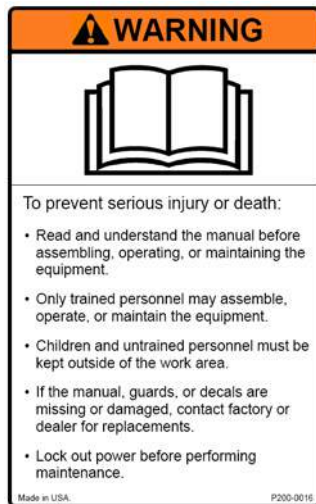 WARNING
To prevent serious injury or death:
• Read and understand the manual before
assembling, operating, or maintaining the
equipment.
• Only trained personnel may assemble,
operate, or maintain the equipment.
• Children and untrained personnel must be
kept outside of the work area.
• If the manual, guards, or decals are
missing or damaged, contact factory or
dealer for replacements.
• Lock out power before performing
maintenance.
Made in USA. P200-0016